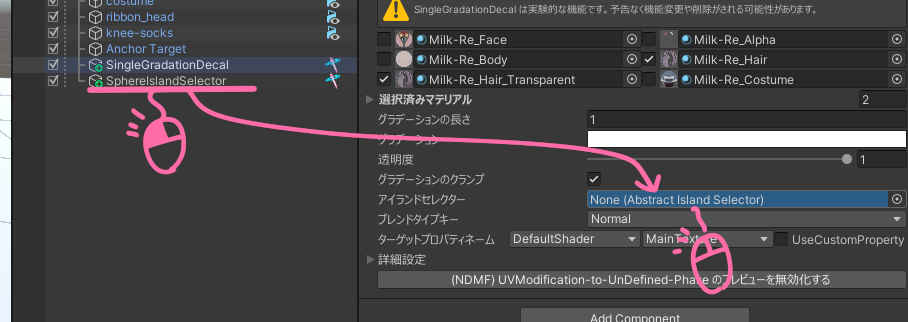 costume
ribbon_head
knee-socks
Anchor Target
SingleGradationDecal
SphereIslandSelector
SingleGradationDecal は実験的な機能です。予告なく機能変更や削除がされる可能性があります。
Milk-Re_Face
Milk-Re_Alpha
Milk-Re_Body
Milk-Re_Hair
Milk-Re_Hair_Transparent
Milk-Re_Costume
選択済みマテリアル 2
グラデーションの長さ 1
グラデーション
透明度 1
グラデーションのクランプ
アイランドセレクター None (Abstract Island Selector)
ブレンドタイプキー Normal
ターゲットプロパティネーム DefaultShader MainTexture UseCustomProperty
詳細設定
(NDMF) UVModification-to-UnDefined-Phase のプレビューを無効化する
Add Component